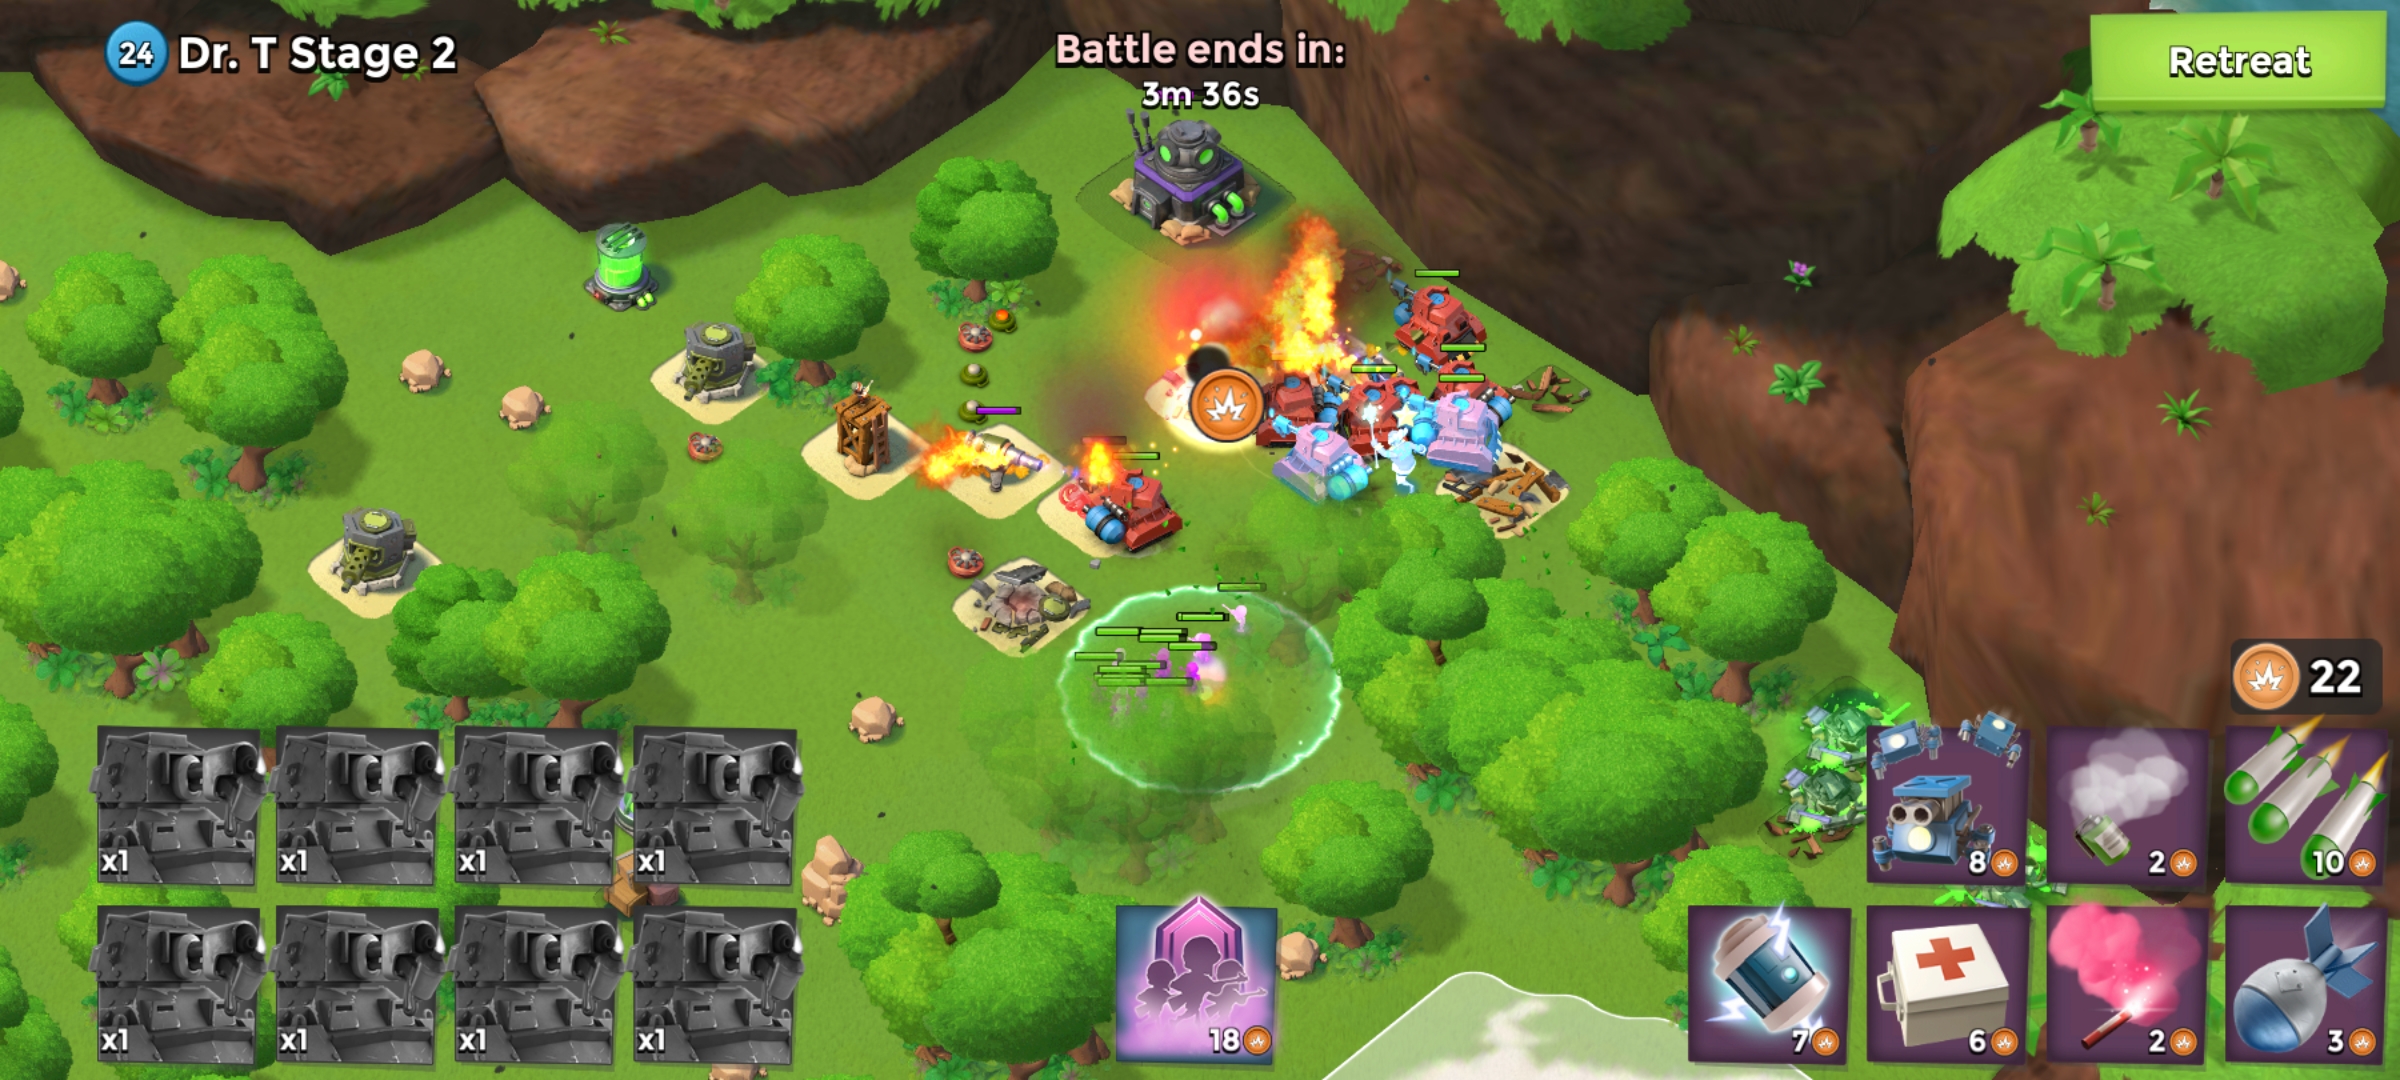 24 Dr. T Stage 2
Battle ends in:
3m 36s
Retreat
22
x1 x1 x1 x1
8 2 10
x1 x1 x1 x1
18 7 6 2 3